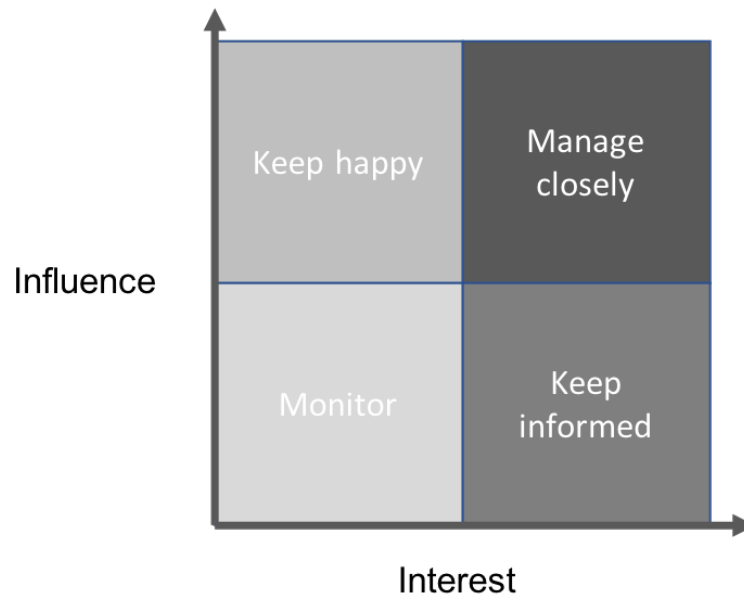 Keep happy
Manage
closely
Influence
Monitor
Keep
informed
Interest